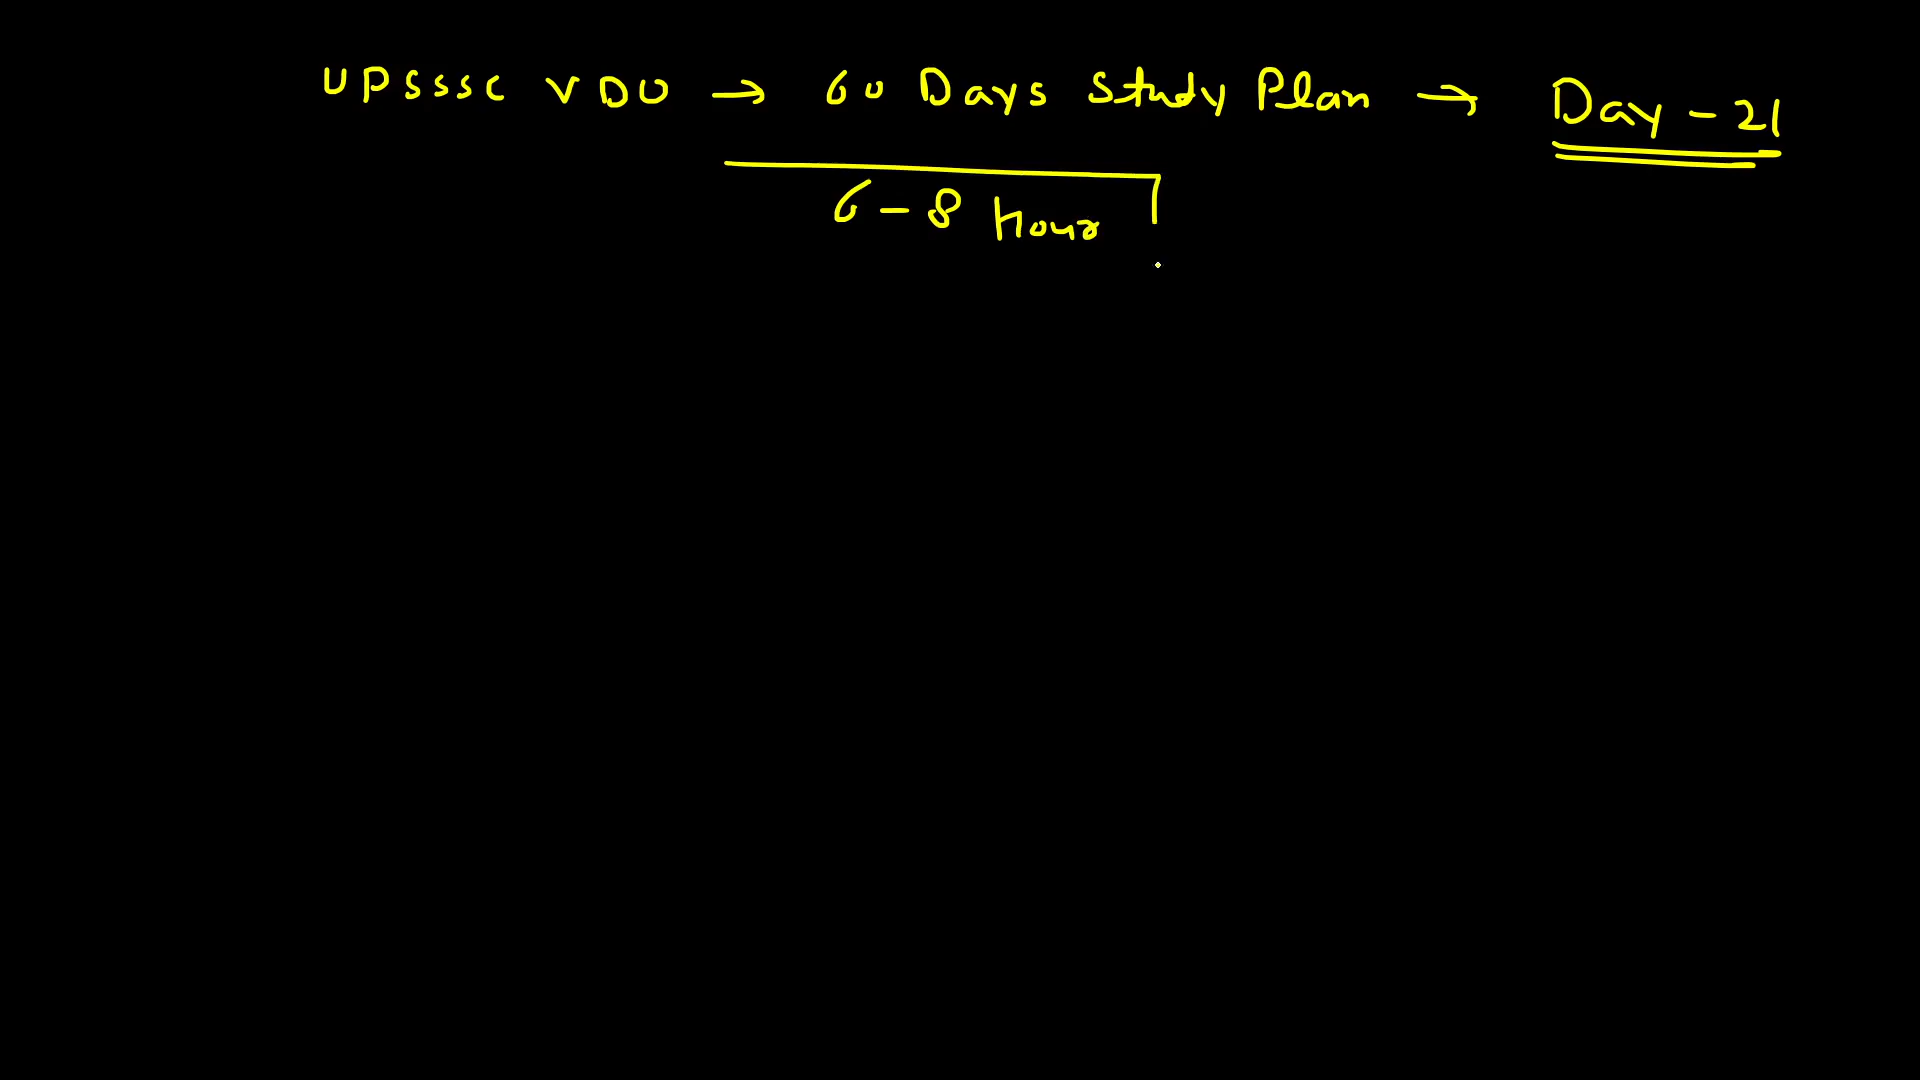 UPSSSC VDO → 60 Days Study Plan → Day - 21
6 - 8 hour